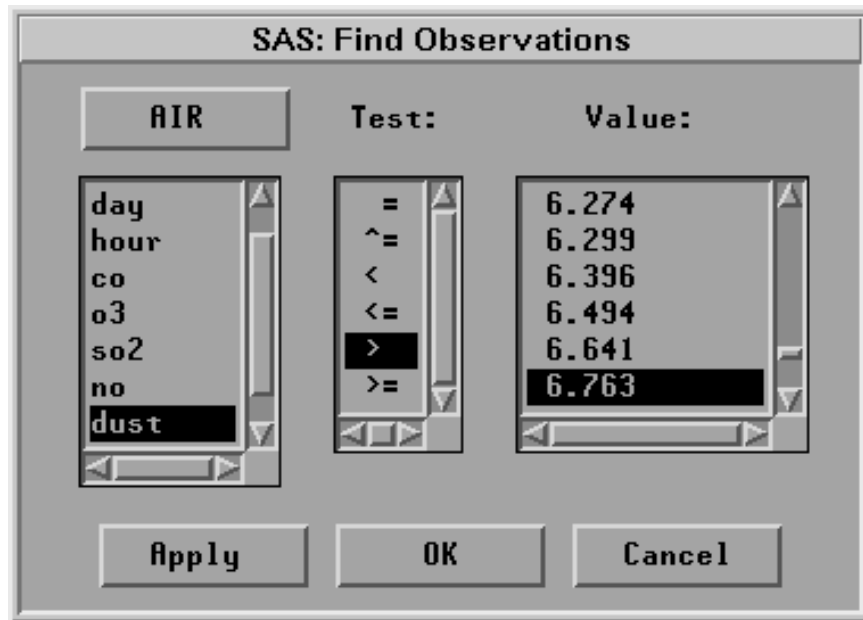 SAS: Find Observations
AIR
Test:
Value:
day
hour
co
o3
so2
no
dust
=
^=
<
<=
>
>=
6.274
6.299
6.396
6.494
6.641
6.763
Apply
OK
Cancel